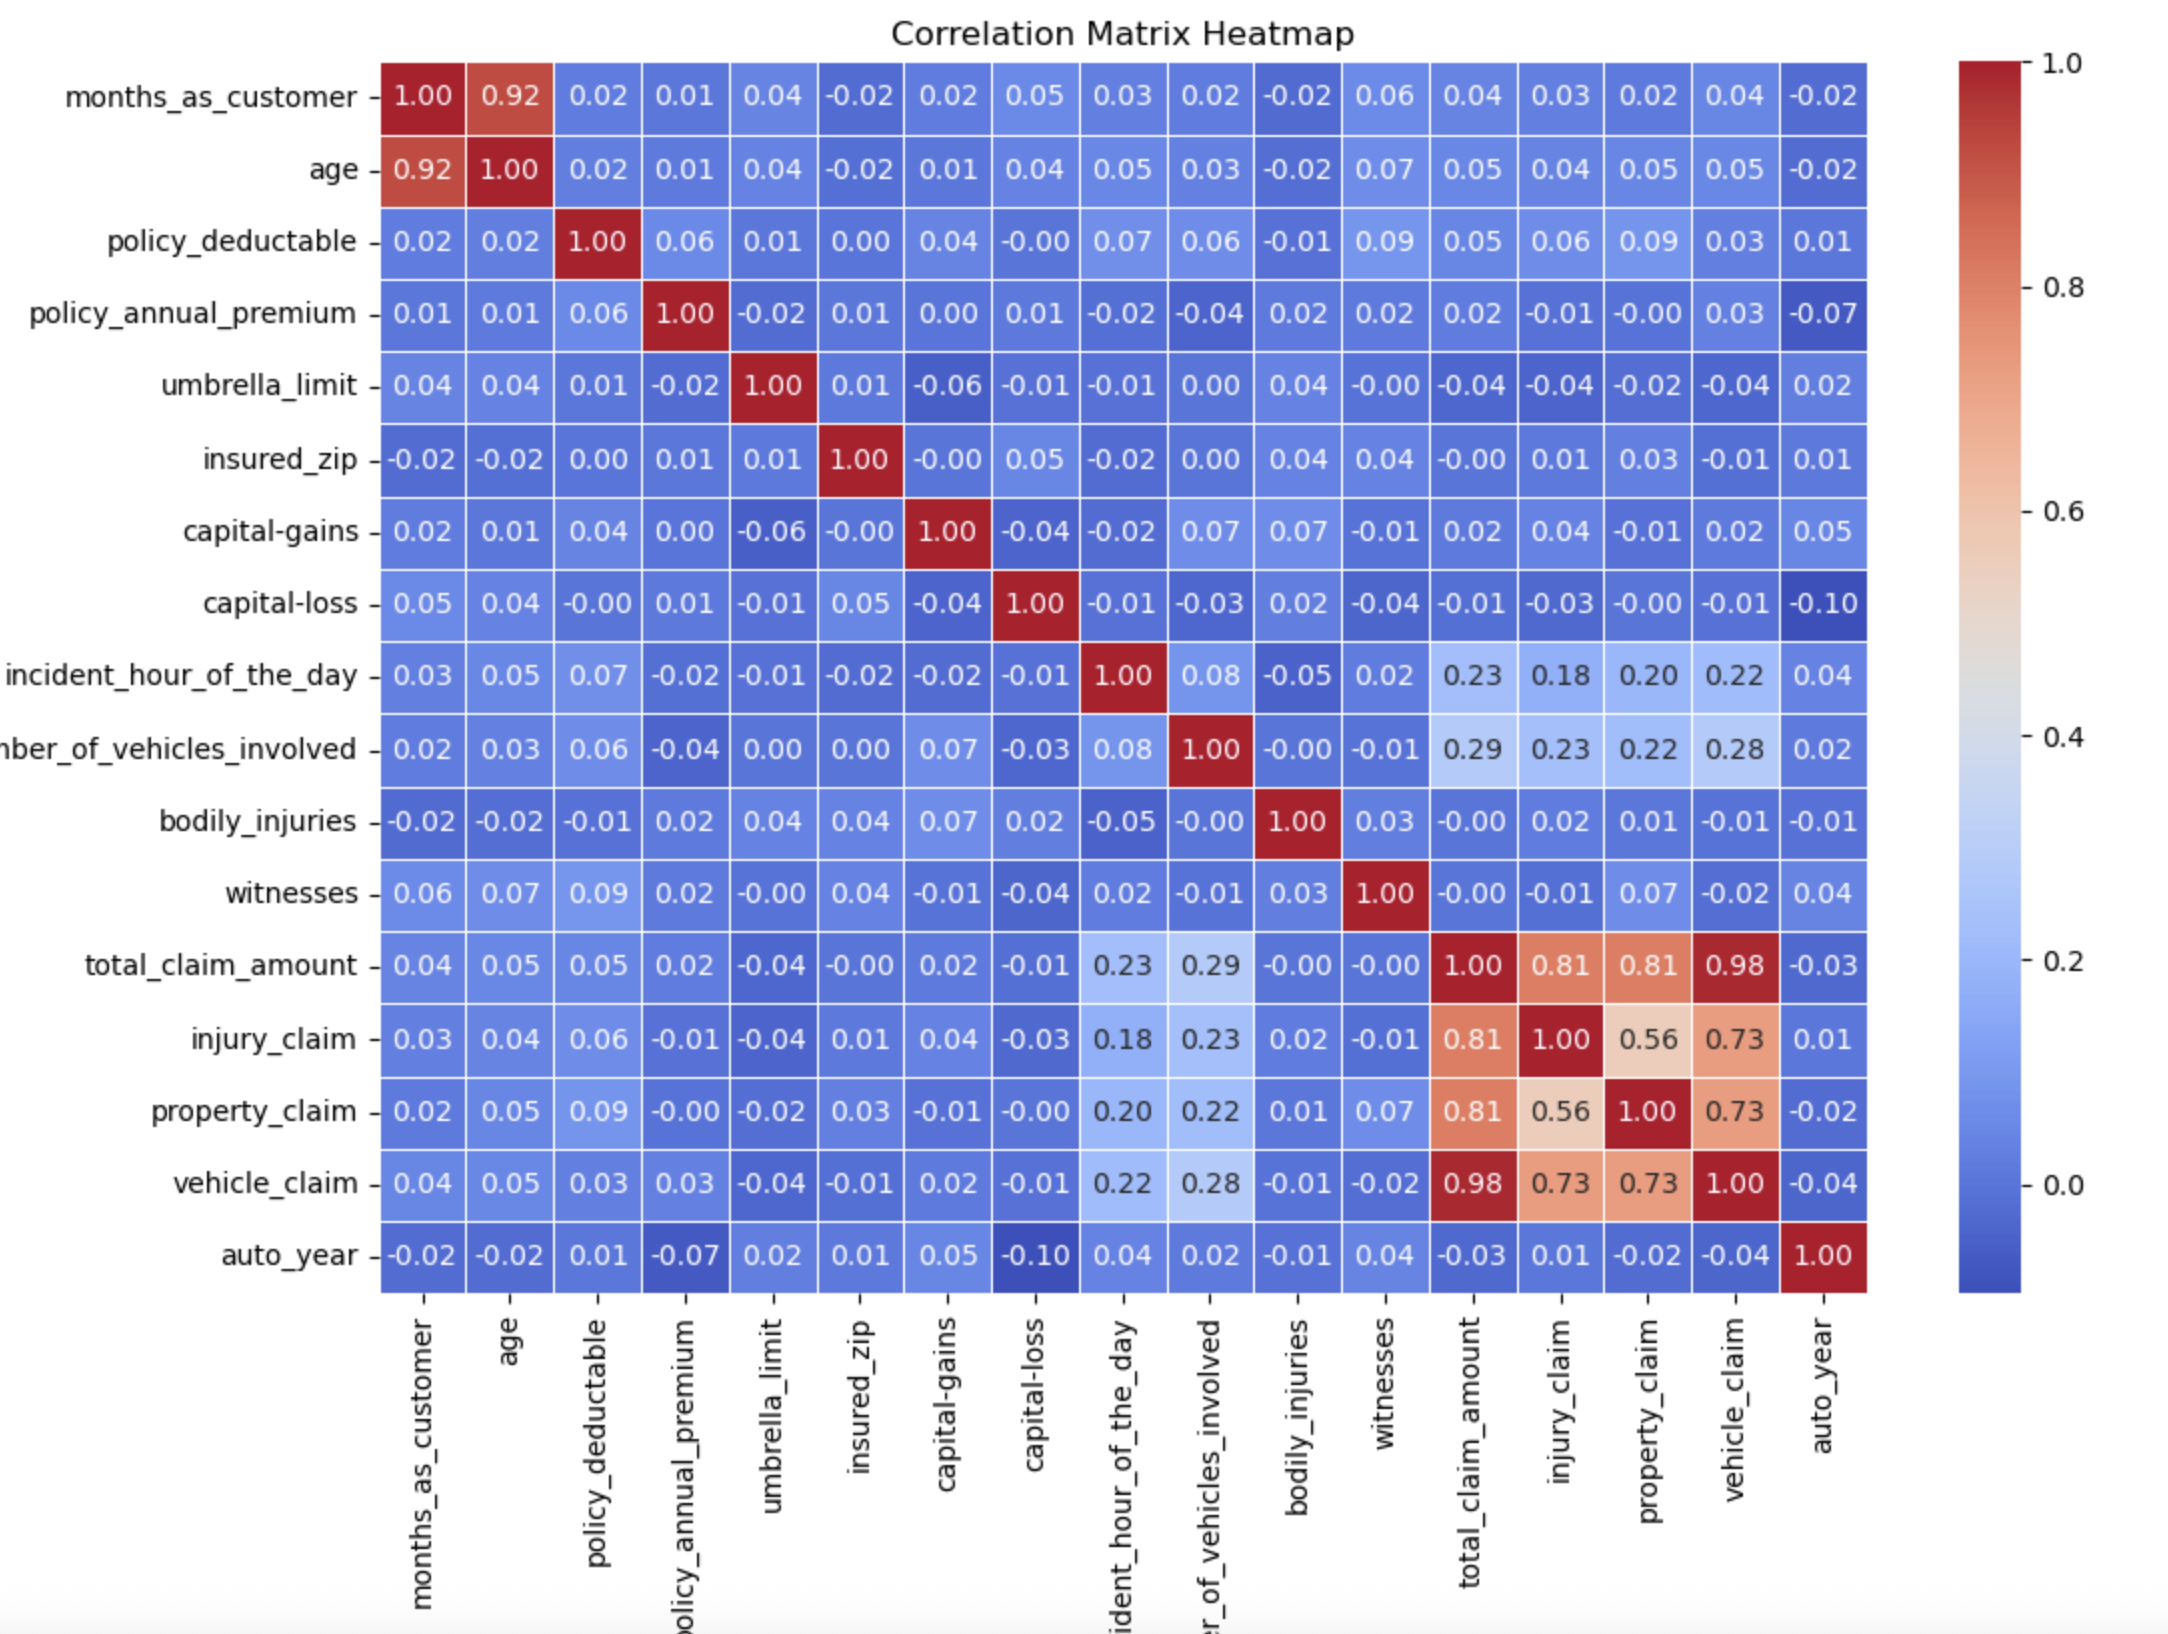 Correlation Matrix Heatmap
months_as_customer 1.00 0.92 0.02 0.01 0.04 -0.02 0.02 0.05 0.03 0.02 -0.02 0.06 0.04 0.03 0.02 0.04 -0.02
age 0.92 1.00 0.02 0.01 0.04 -0.02 0.01 0.04 0.05 0.03 -0.02 0.07 0.05 0.04 0.05 0.05 -0.02
policy_deductable 0.02 0.02 1.00 0.06 0.01 0.00 0.04 -0.00 0.07 0.06 -0.01 0.09 0.05 0.06 0.09 0.03 0.01
policy_annual_premium 0.01 0.01 0.06 1.00 -0.02 0.01 0.00 0.01 -0.02 -0.04 0.02 0.02 0.02 -0.01 -0.00 0.03 -0.07
umbrella_limit 0.04 0.04 0.01 -0.02 1.00 0.01 -0.06 -0.01 -0.01 0.00 0.04 -0.00 -0.04 -0.04 -0.02 -0.04 0.02
insured_zip -0.02 -0.02 0.00 0.01 0.01 1.00 -0.00 0.05 -0.02 0.00 0.04 0.04 -0.00 0.01 0.03 -0.01 0.01
capital-gains 0.02 0.01 0.04 0.00 -0.06 -0.00 1.00 -0.04 -0.02 0.07 0.07 -0.01 0.02 0.04 -0.01 0.02 0.05
capital-loss 0.05 0.04 -0.00 0.01 -0.01 0.05 -0.04 1.00 -0.01 -0.03 0.02 -0.04 -0.01 -0.03 -0.00 -0.01 -0.10
incident_hour_of_the_day 0.03 0.05 0.07 -0.02 -0.01 -0.02 -0.02 -0.01 1.00 0.08 -0.05 0.02 0.23 0.18 0.20 0.22 0.04
nber_of_vehicles_involved 0.02 0.03 0.06 -0.04 0.00 0.00 0.07 -0.03 0.08 1.00 -0.00 -0.01 0.29 0.23 0.22 0.28 0.02
bodily_injuries -0.02 -0.02 -0.01 0.02 0.04 0.04 0.07 0.02 -0.05 -0.00 1.00 0.03 -0.00 0.02 0.01 -0.01 -0.01
witnesses 0.06 0.07 0.09 0.02 -0.00 0.04 -0.01 -0.04 0.02 -0.01 0.03 1.00 -0.00 -0.01 0.07 -0.02 0.04
total_claim_amount 0.04 0.05 0.05 0.02 -0.04 -0.00 0.02 -0.01 0.23 0.29 -0.00 -0.00 1.00 0.81 0.81 0.98 -0.03
injury_claim 0.03 0.04 0.06 -0.01 -0.04 0.01 0.04 -0.03 0.18 0.23 0.02 -0.01 0.81 1.00 0.56 0.73 0.01
property_claim 0.02 0.05 0.09 -0.00 -0.02 0.03 -0.01 -0.00 0.20 0.22 0.01 0.07 0.81 0.56 1.00 0.73 -0.02
vehicle_claim 0.04 0.05 0.03 0.03 -0.04 -0.01 0.02 -0.01 0.22 0.28 -0.01 -0.02 0.98 0.73 0.73 1.00 -0.04
auto_year -0.02 -0.02 0.01 -0.07 0.02 0.01 0.05 -0.10 0.04 0.02 -0.01 0.04 -0.03 0.01 -0.02 -0.04 1.00
months_as_customer
age
policy_deductable
policy_annual_premium
umbrella_limit
insured_zip
capital-gains
capital-loss
ident_hour_of_the_day
er_of_vehicles_involved
bodily_injuries
witnesses
total_claim_amount
injury_claim
property_claim
vehicle_claim
auto_year
1.0
0.8
0.6
0.4
0.2
0.0